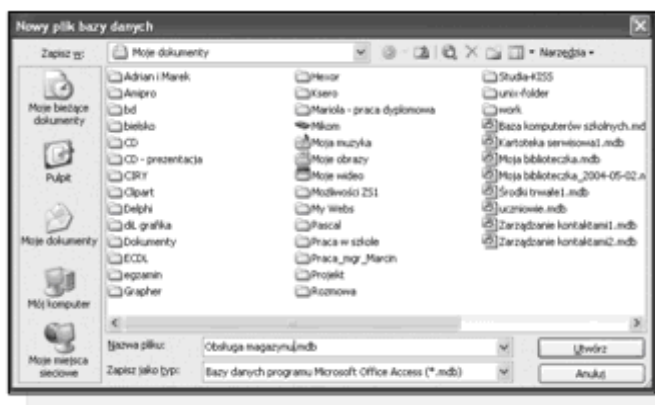 Nowy plik bazy danych
Zapisz w: Moje dokumenty Narzędzia
Moje bieżące dokumenty
Pulpit
Moje dokumenty
Mój komputer
Moje miejsca sieciowe
Adrian i Marek
Amipro
bd
bielsko
CD
CD - prezentacja
CIRY
Clipart
Delphi
dL grafika
Dokumenty
ECDL
egzamin
Grapher
Hexor
Ksero
Mariola - praca dyplomowa
Mikom
Moja muzyka
Moje obrazy
Moje wideo
Możliwości ZS1
My Webs
Pascal
Praca w szkole
Praca_mgr_Marcin
Projekt
Rozmowa
Studia-KISS
unix-folder
work
Baza komputerów szkolnych.md
Kartoteka serwisowa1.mdb
Moja biblioteczka.mdb
Moja biblioteczka_2004-05-02.m
Środki trwałe1.mdb
uczniowie.mdb
Zarządzanie kontaktami1.mdb
Zarządzanie kontaktami2.mdb
Nazwa pliku: Obsługa magazynu.mdb Utwórz
Zapisz jako typ: Bazy danych programu Microsoft Office Access (*.mdb) Anuluj